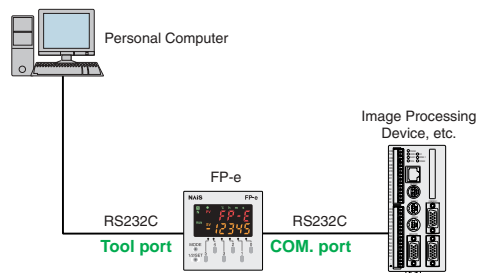 Personal Computer
Image Processing
Device, etc.
FP-e
NAiS FP-e
FP-E
-12345
RS232C
RS232C
Tool port
COM. port
MODE